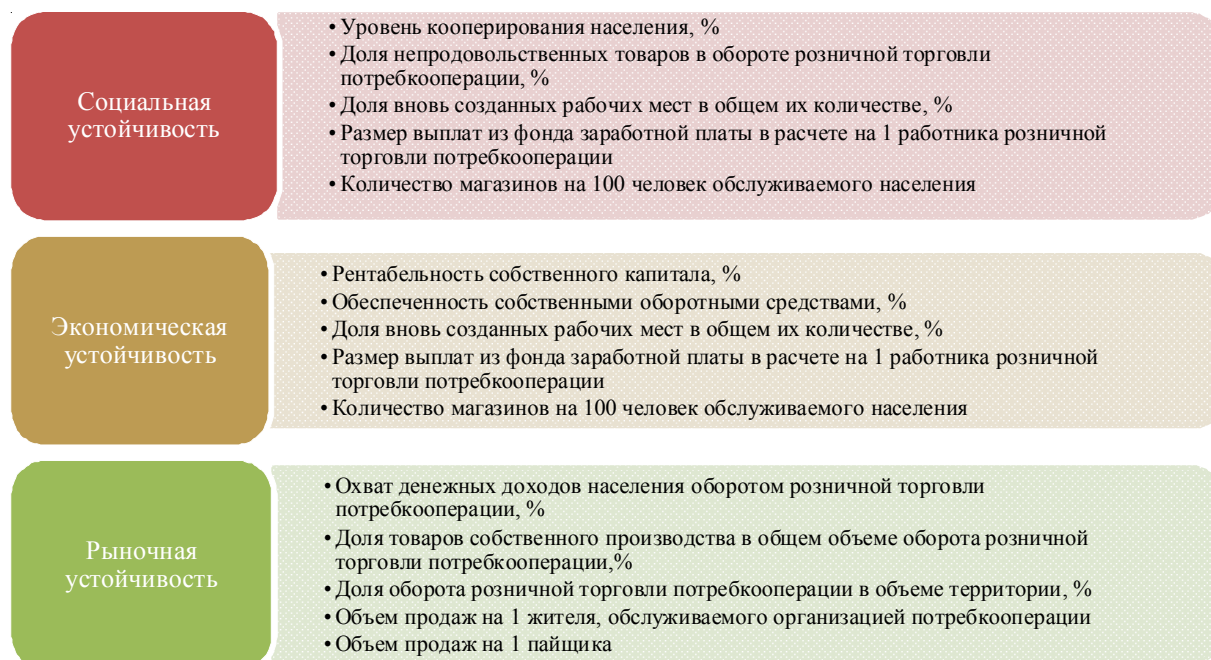 Социальная
устойчивость
• Уровень кооперирования населения, %
• Доля непродовольственных товаров в обороте розничной торговли
потребкооперации, %
• Доля вновь созданных рабочих мест в общем их количестве, %
• Размер выплат из фонда заработной платы в расчете на 1 работника розничной
торговли потребкооперации
• Количество магазинов на 100 человек обслуживаемого населения
Экономическая
устойчивость
• Рентабельность собственного капитала, %
• Обеспеченность собственными оборотными средствами, %
• Доля вновь созданных рабочих мест в общем их количестве, %
• Размер выплат из фонда заработной платы в расчете на 1 работника розничной
торговли потребкооперации
• Количество магазинов на 100 человек обслуживаемого населения
Рыночная
устойчивость
• Охват денежных доходов населения оборотом розничной торговли
потребкооперации, %
• Доля товаров собственного производства в общем объеме оборота розничной
торговли потребкооперации,%
• Доля оборота розничной торговли потребкооперации в объеме территории, %
• Объем продаж на 1 жителя, обслуживаемого организацией потребкооперации
• Объем продаж на 1 пайщика